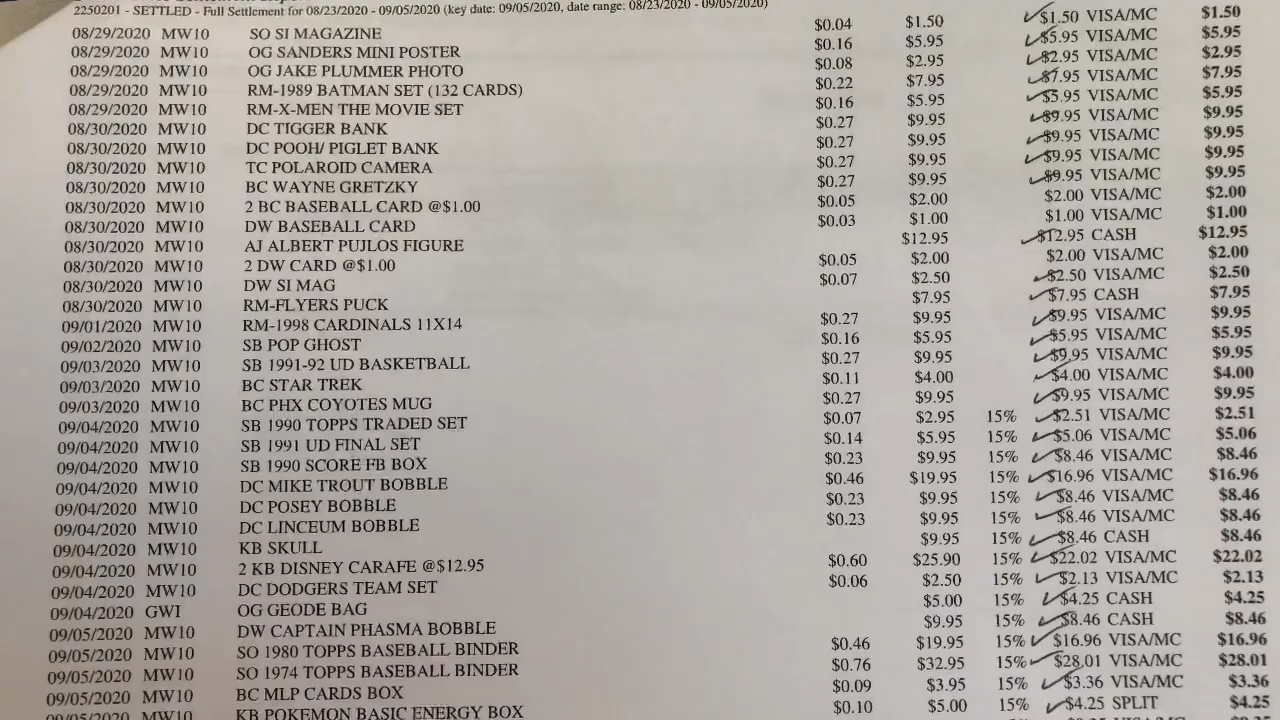 2250201 - SETTLED - Full Settlement for 08/23/2020 - 09/05/2020 (key date: 09/05/2020, date range: 08/23/2020 - 09/05/2020)
08/29/2020 MW10 SO SI MAGAZINE $0.04 $1.50 $1.50 VISA/MC $1.50
08/29/2020 MW10 OG SANDERS MINI POSTER $0.16 $5.95 $5.95 VISA/MC $5.95
08/29/2020 MW10 OG JAKE PLUMMER PHOTO $0.08 $2.95 $2.95 VISA/MC $2.95
08/29/2020 MW10 RM-1989 BATMAN SET (132 CARDS) $0.22 $7.95 $7.95 VISA/MC $7.95
08/29/2020 MW10 RM-X-MEN THE MOVIE SET $0.16 $5.95 $5.95 VISA/MC $5.95
08/30/2020 MW10 DC TIGGER BANK $0.27 $9.95 $9.95 VISA/MC $9.95
08/30/2020 MW10 DC POOH/ PIGLET BANK $0.27 $9.95 $9.95 VISA/MC $9.95
08/30/2020 MW10 TC POLAROID CAMERA $0.27 $9.95 $9.95 VISA/MC $9.95
08/30/2020 MW10 BC WAYNE GRETZKY $0.27 $9.95 $9.95 VISA/MC $9.95
08/30/2020 MW10 2 BC BASEBALL CARD @$1.00 $0.05 $2.00 $2.00 VISA/MC $2.00
08/30/2020 MW10 DW BASEBALL CARD $0.03 $1.00 $1.00 VISA/MC $1.00
08/30/2020 MW10 AJ ALBERT PUJLOS FIGURE $12.95 $12.95 CASH $12.95
08/30/2020 MW10 2 DW CARD @$1.00 $0.05 $2.00 $2.00 VISA/MC $2.00
08/30/2020 MW10 DW SI MAG $0.07 $2.50 $2.50 VISA/MC $2.50
08/30/2020 MW10 RM-FLYERS PUCK $7.95 $7.95 CASH $7.95
09/01/2020 MW10 RM-1998 CARDINALS 11X14 $0.27 $9.95 $9.95 VISA/MC $9.95
09/02/2020 MW10 SB POP GHOST $0.16 $5.95 $5.95 VISA/MC $5.95
09/03/2020 MW10 SB 1991-92 UD BASKETBALL $0.27 $9.95 $9.95 VISA/MC $9.95
09/03/2020 MW10 BC STAR TREK $0.11 $4.00 $4.00 VISA/MC $4.00
09/03/2020 MW10 BC PHX COYOTES MUG $0.27 $9.95 $9.95 VISA/MC $9.95
09/04/2020 MW10 SB 1990 TOPPS TRADED SET $0.07 $2.95 15% $2.51 VISA/MC $2.51
09/04/2020 MW10 SB 1991 UD FINAL SET $0.14 $5.95 15% $5.06 VISA/MC $5.06
09/04/2020 MW10 SB 1990 SCORE FB BOX $0.23 $9.95 15% $8.46 VISA/MC $8.46
09/04/2020 MW10 DC MIKE TROUT BOBBLE $0.46 $19.95 15% $16.96 VISA/MC $16.96
09/04/2020 MW10 DC POSEY BOBBLE $0.23 $9.95 15% $8.46 VISA/MC $8.46
09/04/2020 MW10 DC LINCEUM BOBBLE $0.23 $9.95 15% $8.46 VISA/MC $8.46
09/04/2020 MW10 KB SKULL $9.95 15% $8.46 CASH $8.46
09/04/2020 MW10 2 KB DISNEY CARAFE @$12.95 $0.60 $25.90 15% $22.02 VISA/MC $22.02
09/04/2020 MW10 DC DODGERS TEAM SET $0.06 $2.50 15% $2.13 VISA/MC $2.13
09/04/2020 GWI OG GEODE BAG $5.00 15% $4.25 CASH $4.25
09/05/2020 MW10 DW CAPTAIN PHASMA BOBBLE $9.95 15% $8.46 CASH $8.46
09/05/2020 MW10 SO 1980 TOPPS BASEBALL BINDER $0.46 $19.95 15% $16.96 VISA/MC $16.96
09/05/2020 MW10 SO 1974 TOPPS BASEBALL BINDER $0.76 $32.95 15% $28.01 VISA/MC $28.01
09/05/2020 MW10 BC MLP CARDS BOX $0.09 $3.95 15% $3.36 VISA/MC $3.36
09/05/2020 MW10 KB POKEMON BASIC ENERGY BOX $0.10 $5.00 15% $4.25 SPLIT $4.25